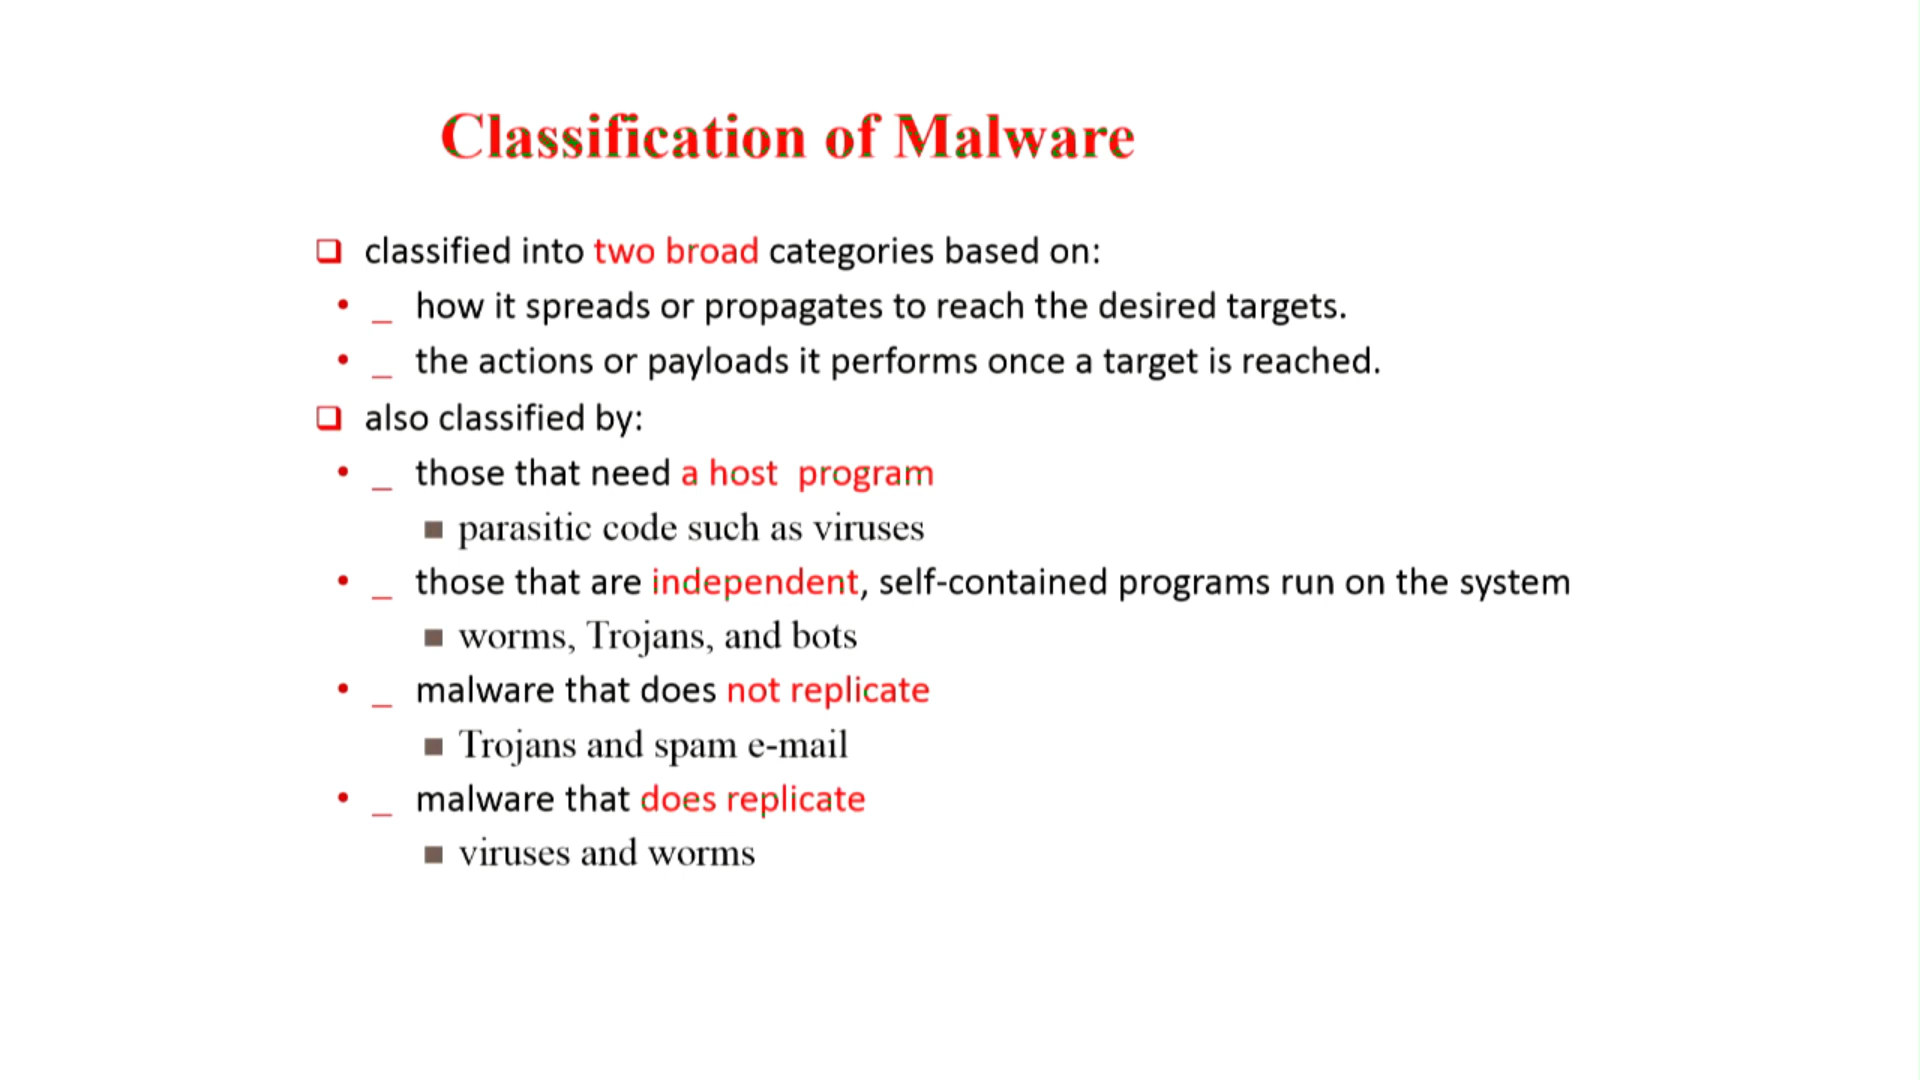 Classification of Malware
❑ classified into two broad categories based on:
• _ how it spreads or propagates to reach the desired targets.
• _ the actions or payloads it performs once a target is reached.
❑ also classified by:
• _ those that need a host program
■ parasitic code such as viruses
• _ those that are independent, self-contained programs run on the system
■ worms, Trojans, and bots
• _ malware that does not replicate
■ Trojans and spam e-mail
• _ malware that does replicate
■ viruses and worms